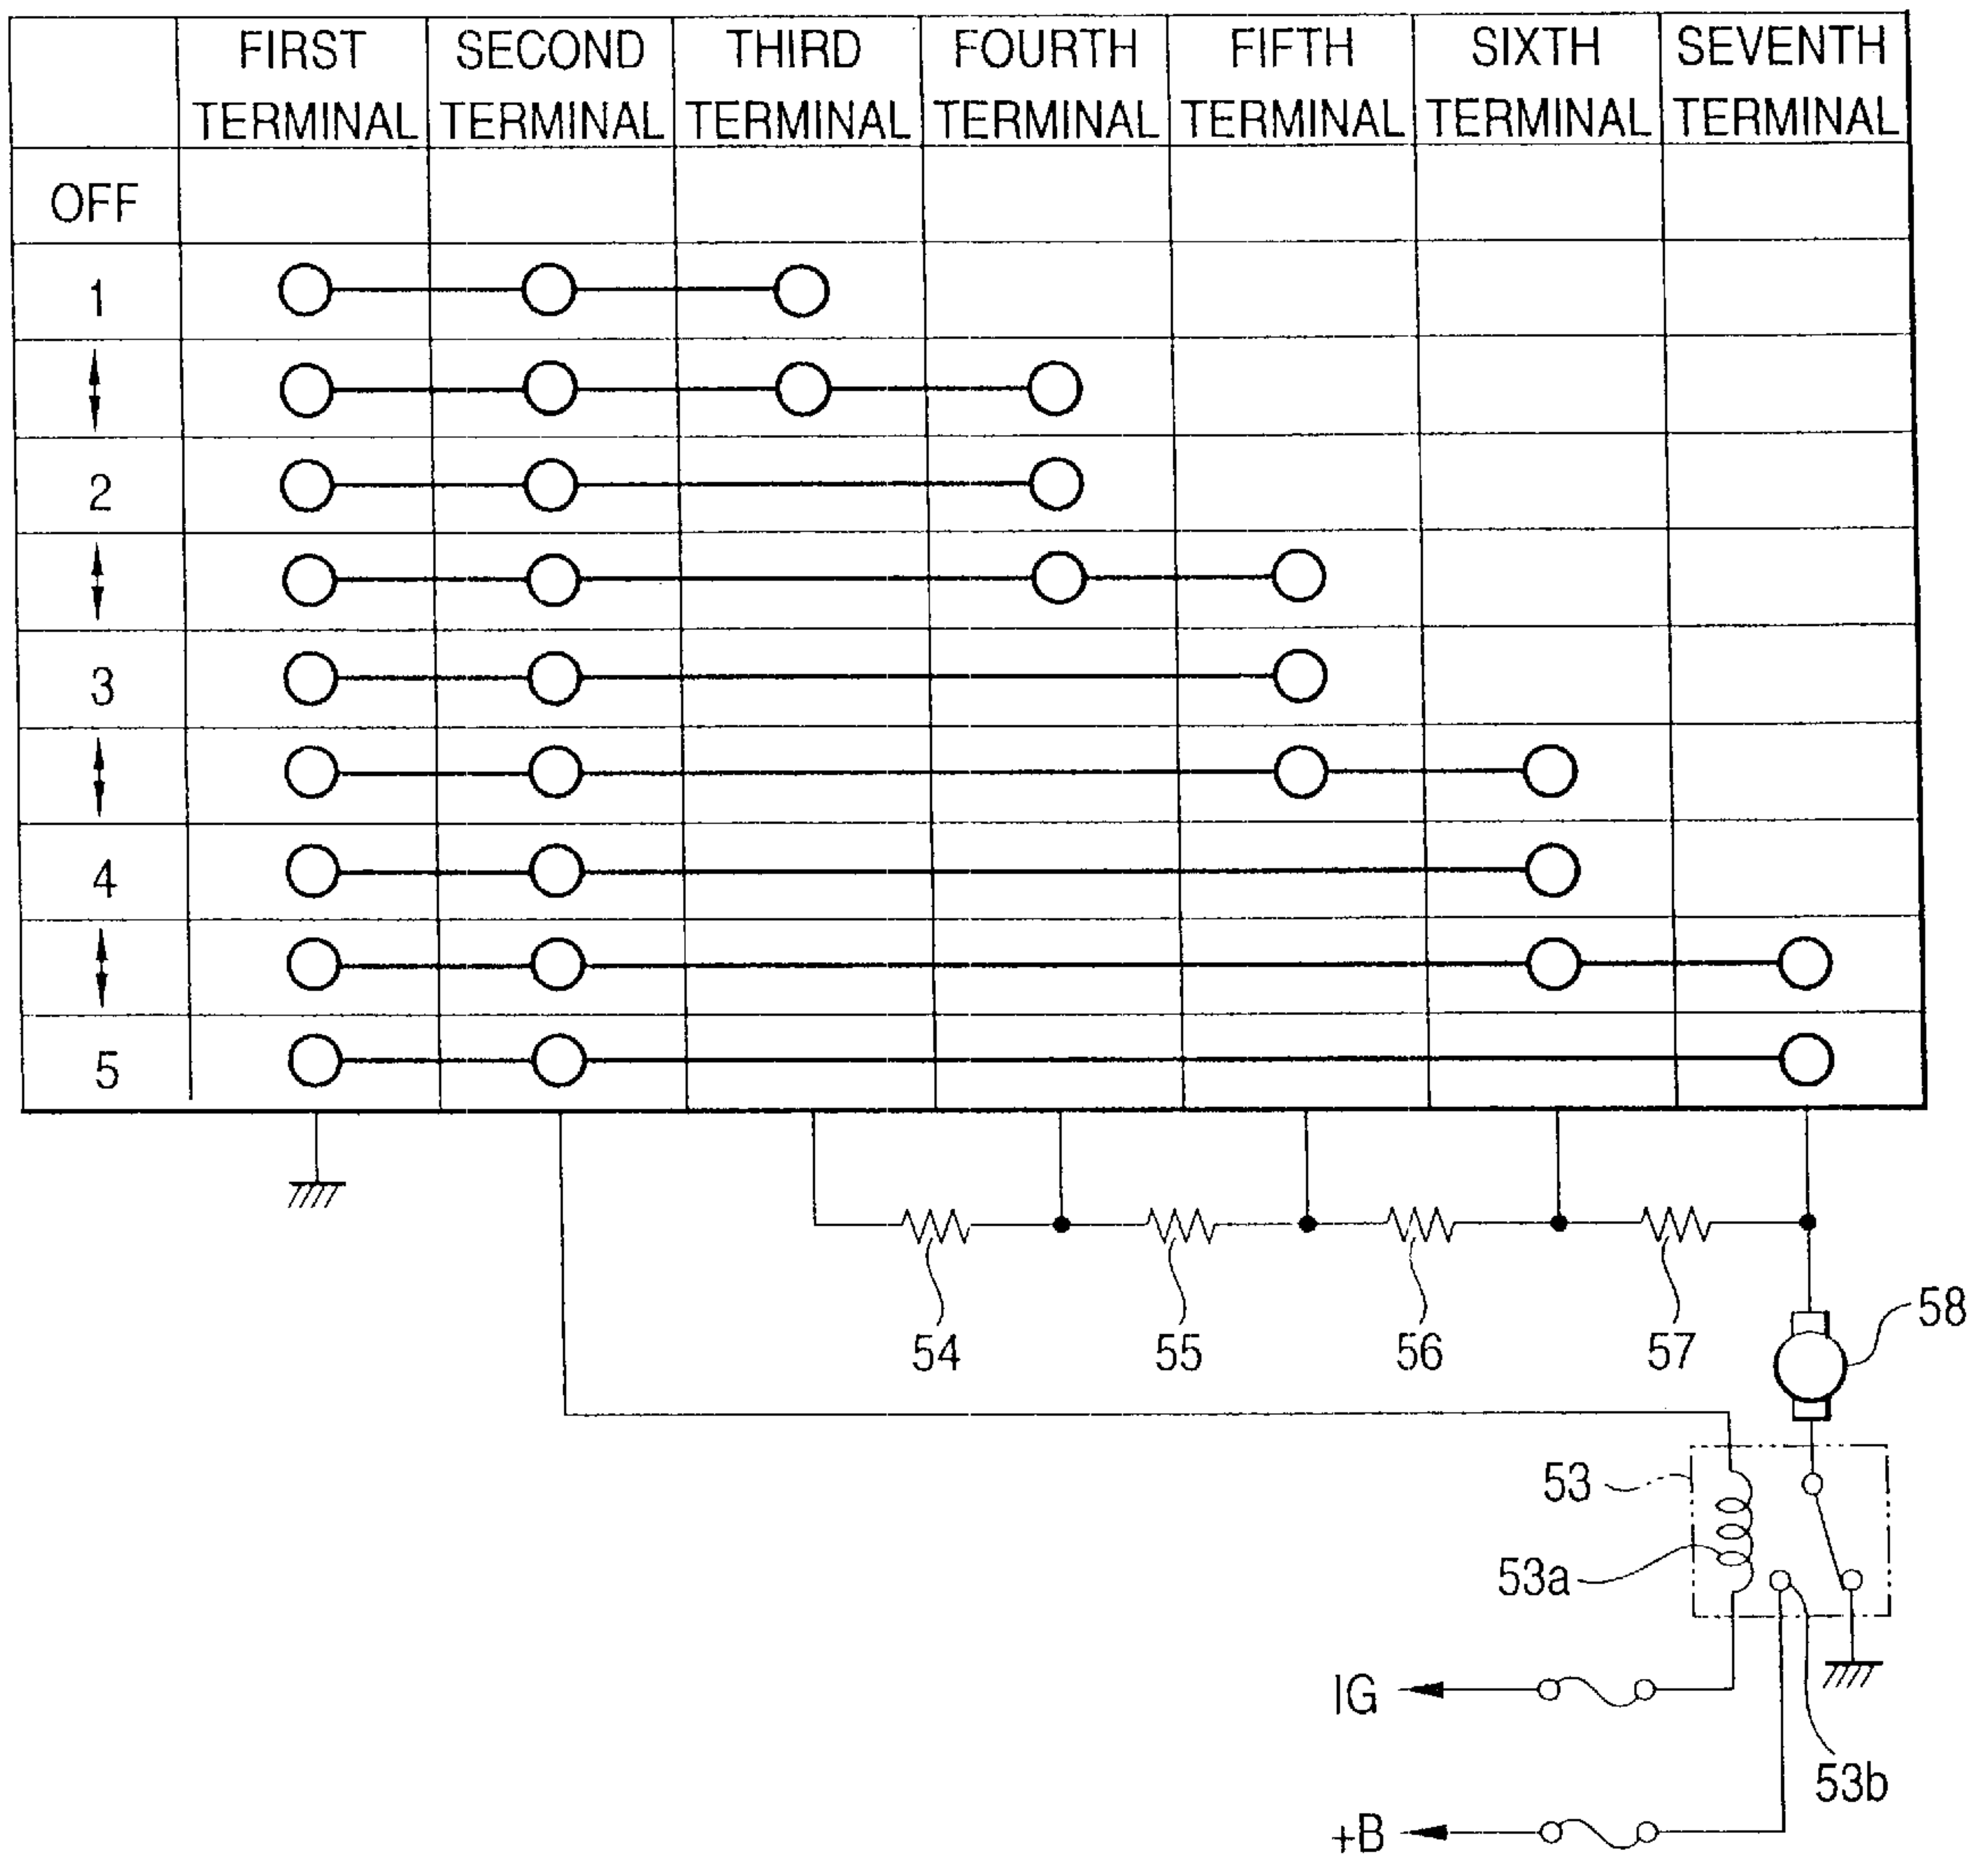 FIRST TERMINAL
SECOND TERMINAL
THIRD TERMINAL
FOURTH TERMINAL
FIFTH TERMINAL
SIXTH TERMINAL
SEVENTH TERMINAL
OFF
1
2
3
4
5
54
55
56
57
58
53
53a
IG
53b
+B